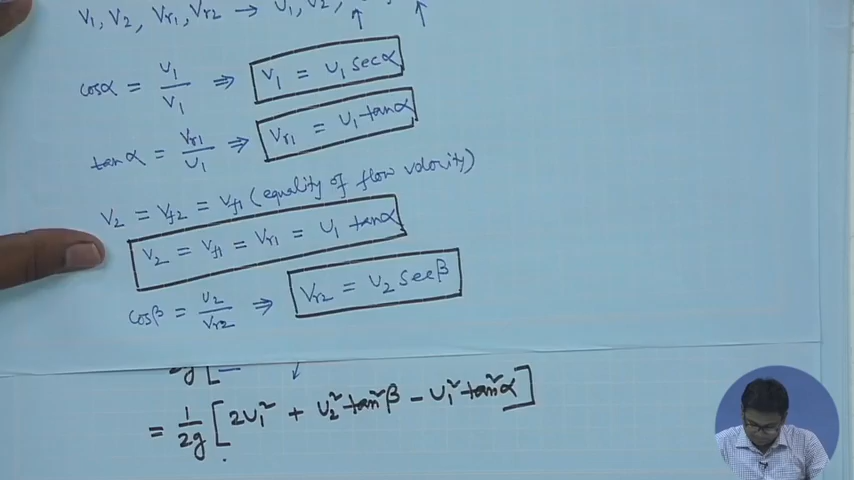 V₁, V₂, Vr₁, Vr₂ → U₁, U₂,
↑ ↑
cosα = U₁/V₁ ⇒ V₁ = U₁ secα
tanα = Vr₁/U₁ ⇒ Vr₁ = U₁ tanα
V₂ = Vf₂ = Vf₁ (equality of flow velocity)
V₂ = Vf₁ = Vr₁ = U₁ tanα
cosβ = U₂/Vr₂ ⇒ Vr₂ = U₂ secβ
= 1/2g [2U₁² + U₂² tan²β - U₁² tan²α]